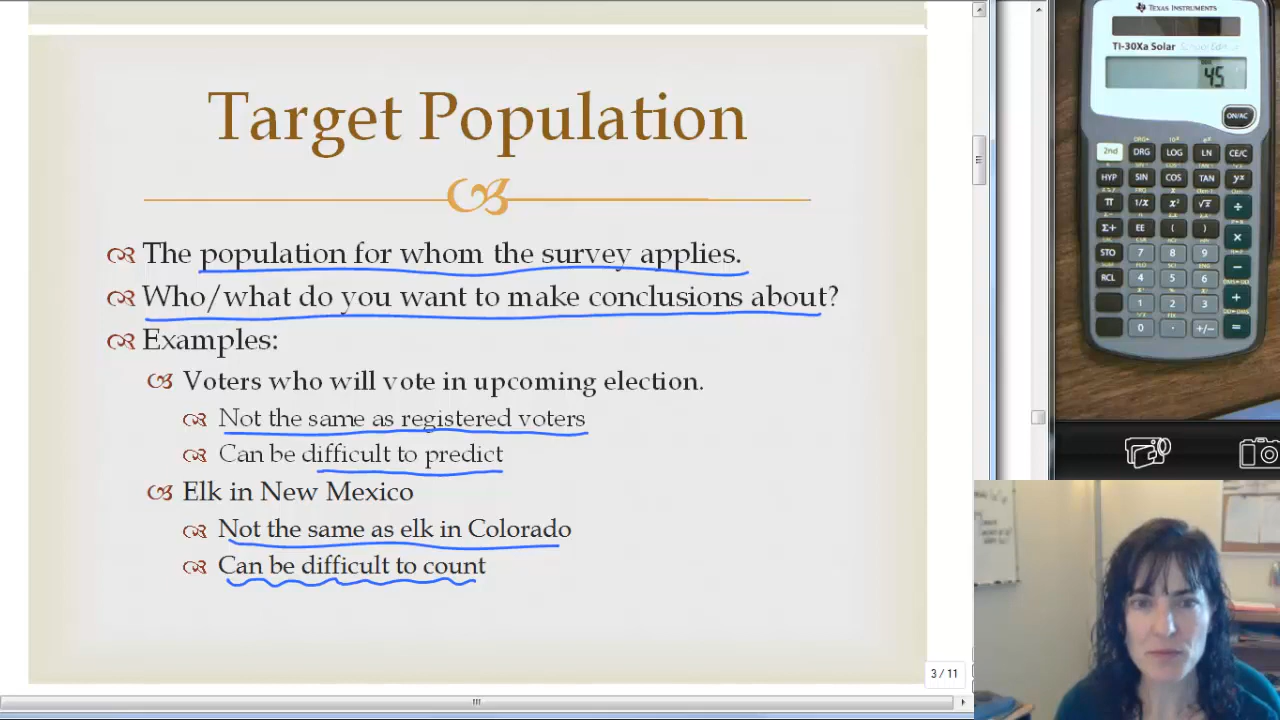 Target Population
The population for whom the survey applies.
Who/what do you want to make conclusions about?
Examples:
Voters who will vote in upcoming election.
Not the same as registered voters
Can be difficult to predict
Elk in New Mexico
Not the same as elk in Colorado
Can be difficult to count
3 / 11
TEXAS INSTRUMENTS
TI-30Xa Solar School Edition
45
ON/AC
2nd DRG LOG LN CE/C
HYP SIN COS TAN yˣ
π 1/x x² √x ÷
Σ+ EE ( ) ×
STO 7 8 9 −
RCL 4 5 6 +
1 2 3
0 . +/− =